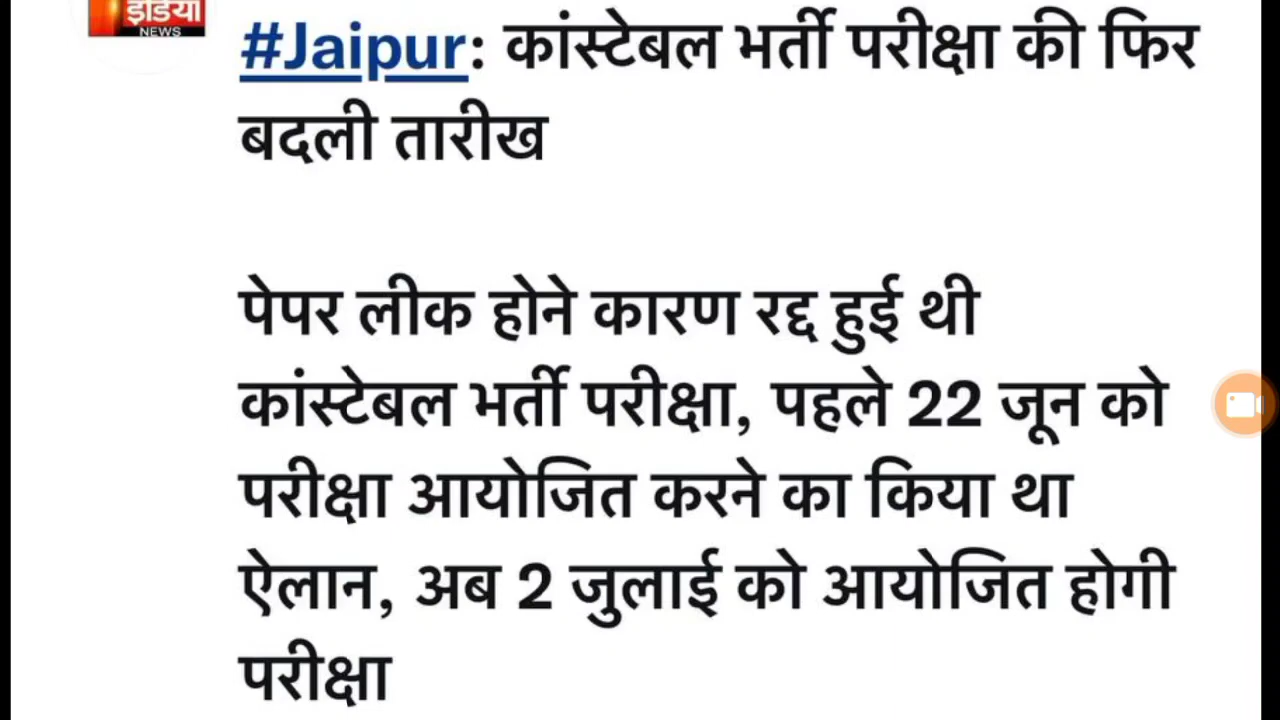 इंडिया
NEWS
#Jaipur: कांस्टेबल भर्ती परीक्षा की फिर
बदली तारीख
पेपर लीक होने कारण रद्द हुई थी
कांस्टेबल भर्ती परीक्षा, पहले 22 जून को
परीक्षा आयोजित करने का किया था
ऐलान, अब 2 जुलाई को आयोजित होगी
परीक्षा